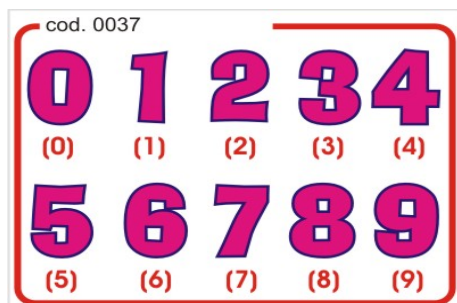 cod. 0037
0 1 2 3 4
(0) (1) (2) (3) (4)
5 6 7 8 9
(5) (6) (7) (8) (9)